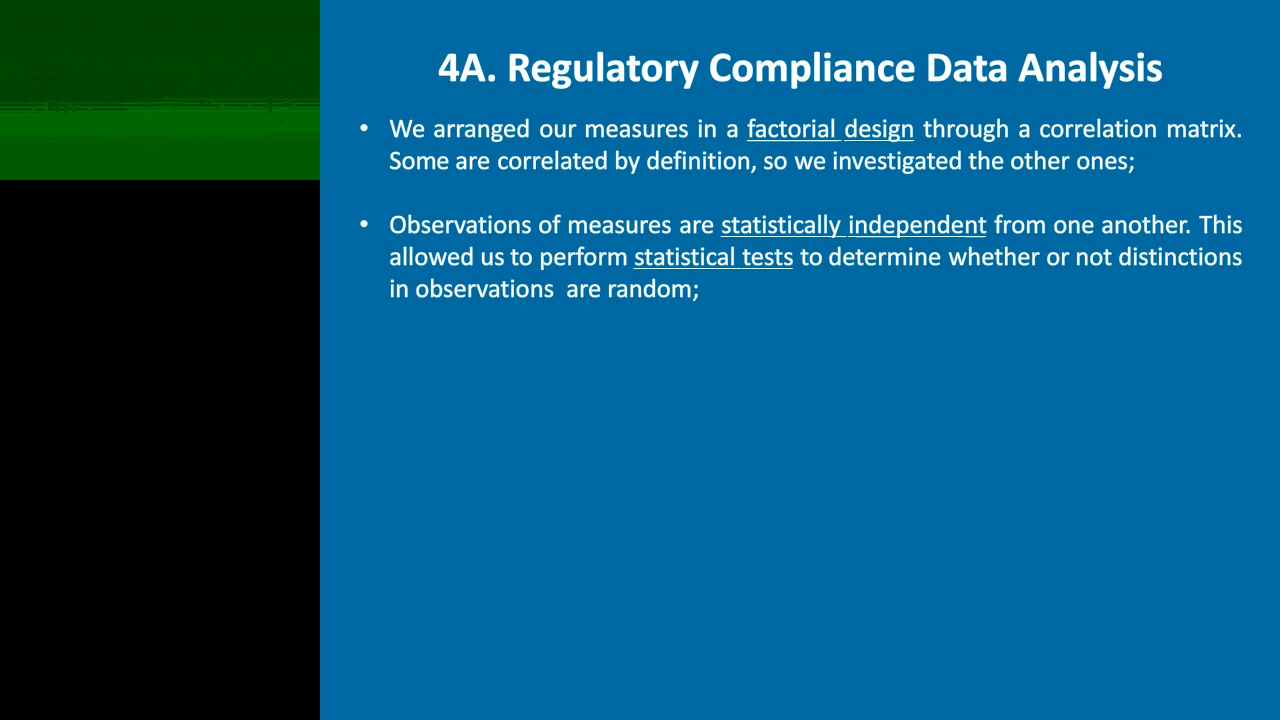 4A. Regulatory Compliance Data Analysis
• We arranged our measures in a factorial design through a correlation matrix.
Some are correlated by definition, so we investigated the other ones;
• Observations of measures are statistically independent from one another. This
allowed us to perform statistical tests to determine whether or not distinctions
in observations  are random;